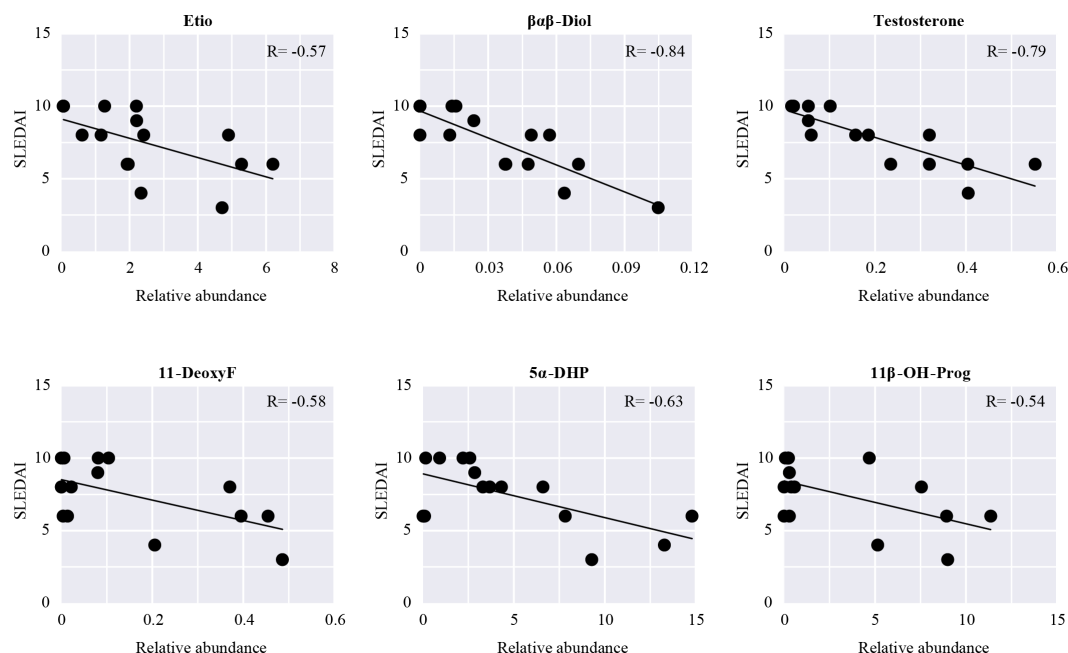 Etio
R= -0.57
SLEDAI
15
10
5
0
0 2 4 6 8
Relative abundance
βαβ-Diol
R= -0.84
SLEDAI
15
10
5
0
0 0.03 0.06 0.09 0.12
Relative abundance
Testosterone
R= -0.79
SLEDAI
15
10
5
0
0 0.2 0.4 0.6
Relative abundance
11-DeoxyF
R= -0.58
SLEDAI
15
10
5
0
0 0.2 0.4 0.6
Relative abundance
5α-DHP
R= -0.63
SLEDAI
15
10
5
0
0 5 10 15
Relative abundance
11β-OH-Prog
R= -0.54
SLEDAI
15
10
5
0
0 5 10 15
Relative abundance